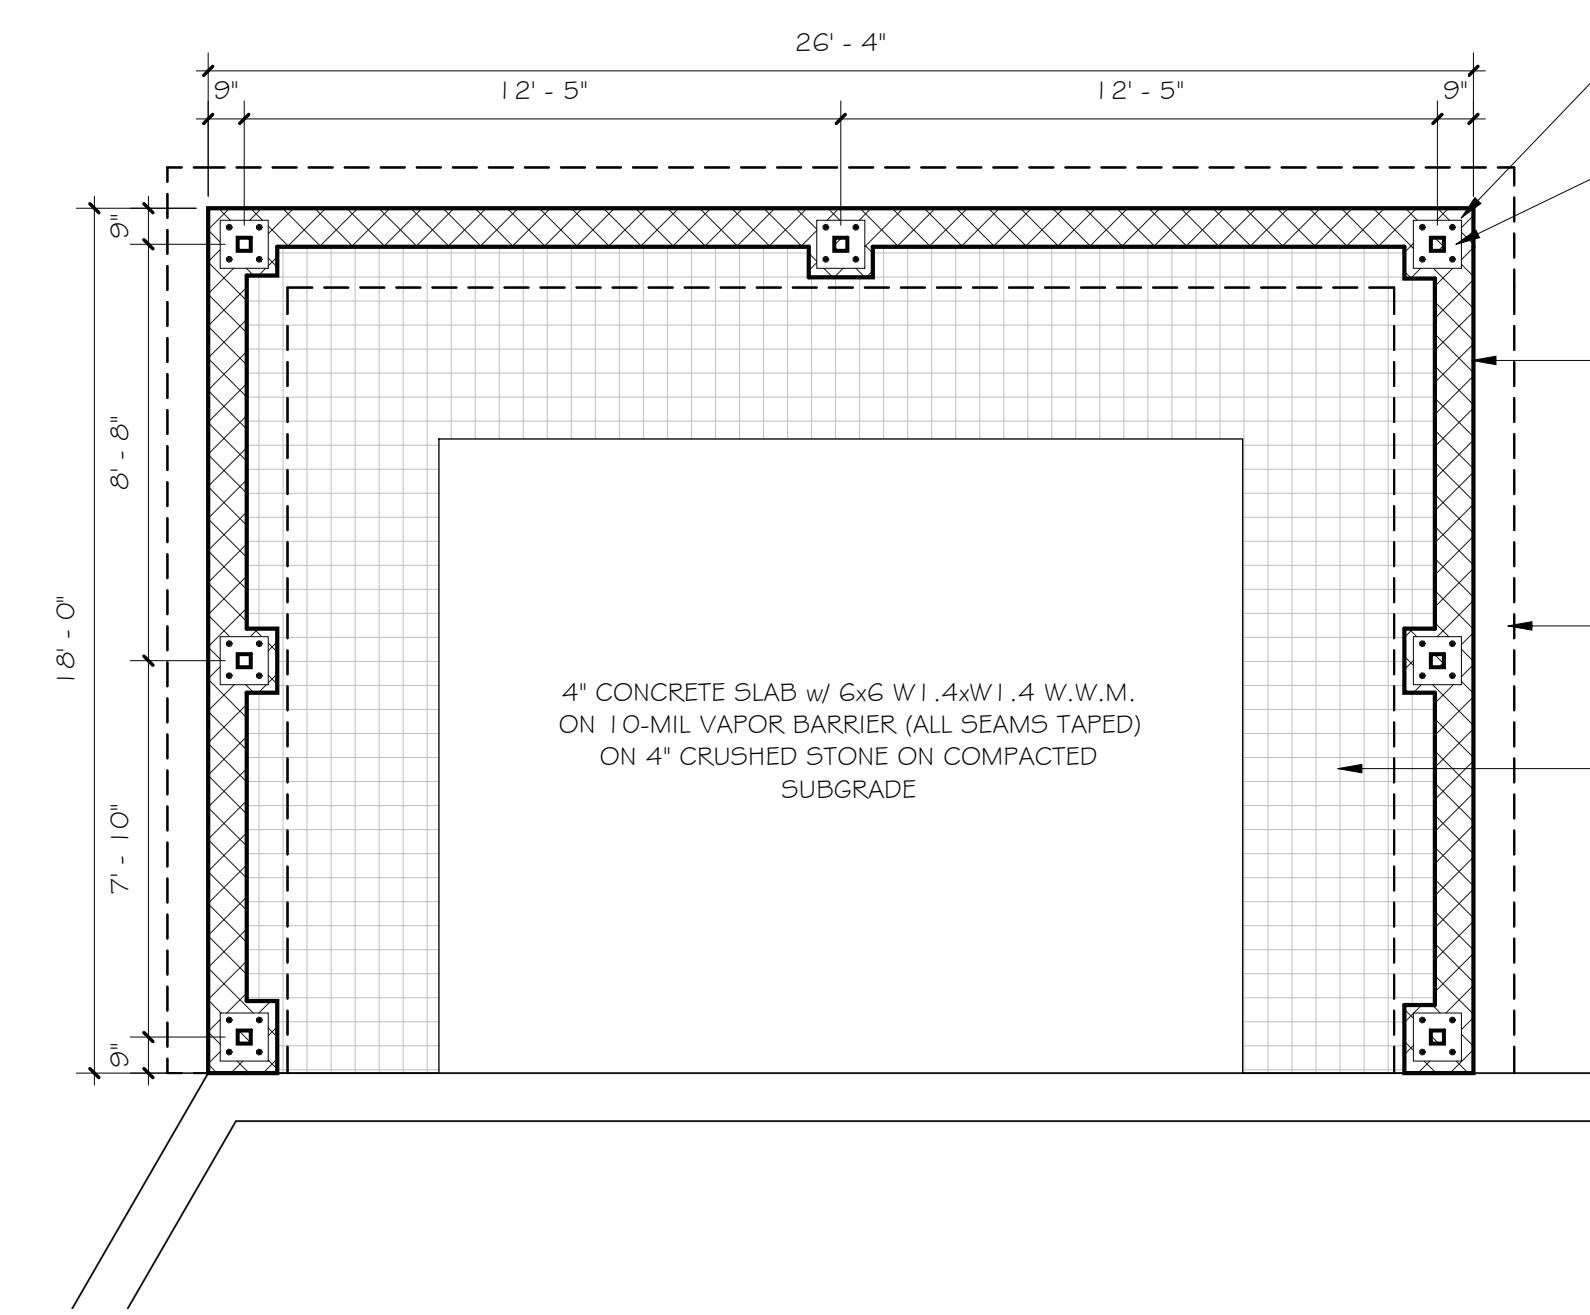 26' - 4"
9" 12' - 5" 12' - 5" 9"
9"
8' - 8"
18' - 0"
4" CONCRETE SLAB w/ 6x6 W1.4xW1.4 W.W.M.
ON 10-MIL VAPOR BARRIER (ALL SEAMS TAPED)
ON 4" CRUSHED STONE ON COMPACTED
SUBGRADE
7' - 10"
9"